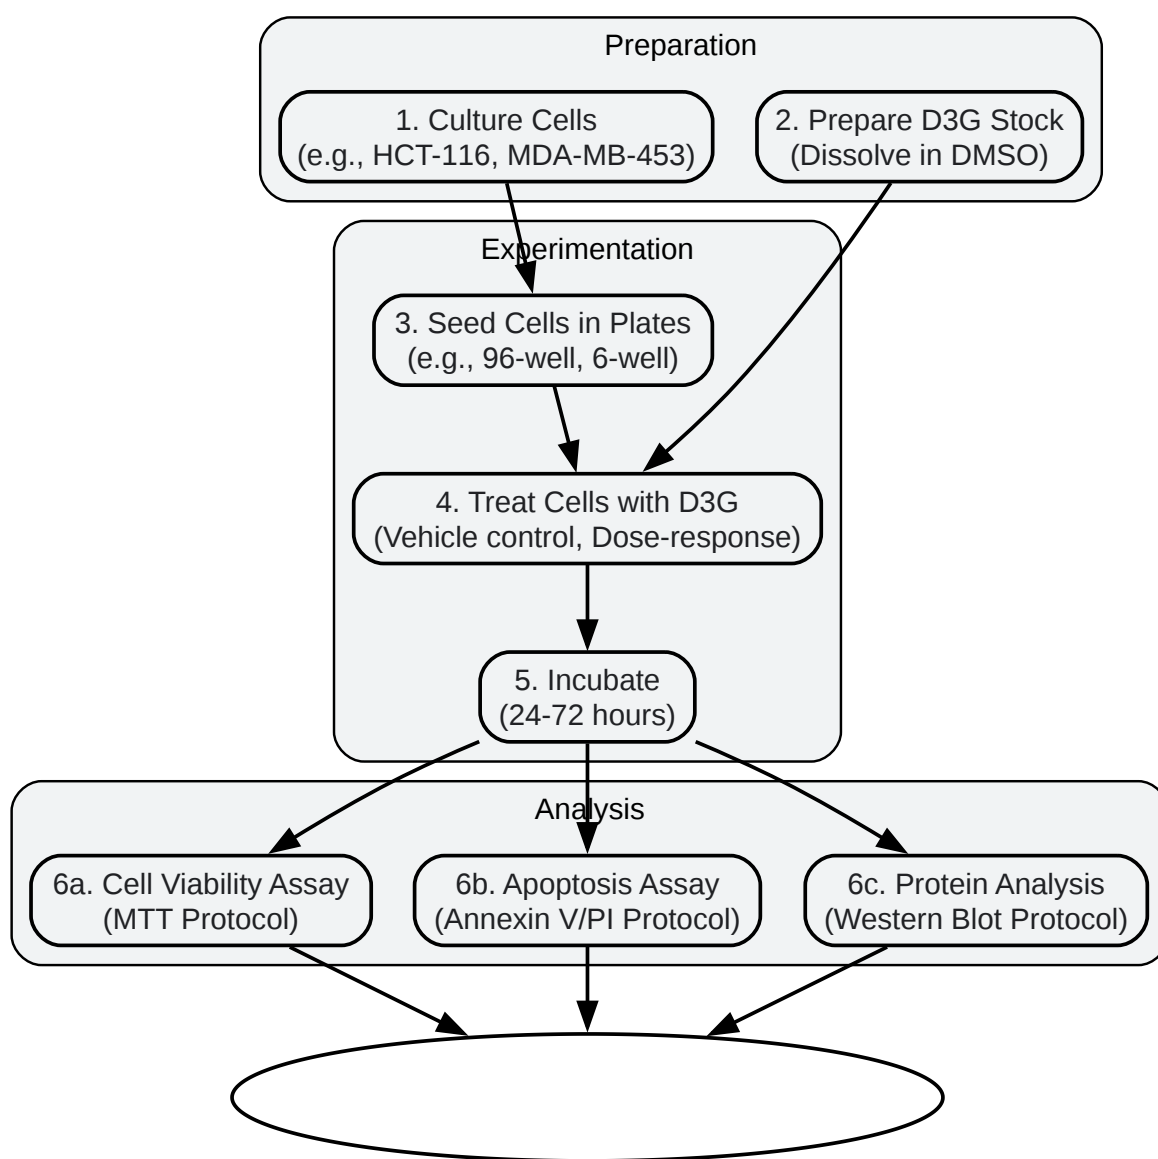 Preparation
1. Culture Cells
(e.g., HCT-116, MDA-MB-453)
2. Prepare D3G Stock
(Dissolve in DMSO)
Experimentation
3. Seed Cells in Plates
(e.g., 96-well, 6-well)
4. Treat Cells with D3G
(Vehicle control, Dose-response)
5. Incubate
(24-72 hours)
Analysis
6a. Cell Viability Assay
(MTT Protocol)
6b. Apoptosis Assay
(Annexin V/PI Protocol)
6c. Protein Analysis
(Western Blot Protocol)